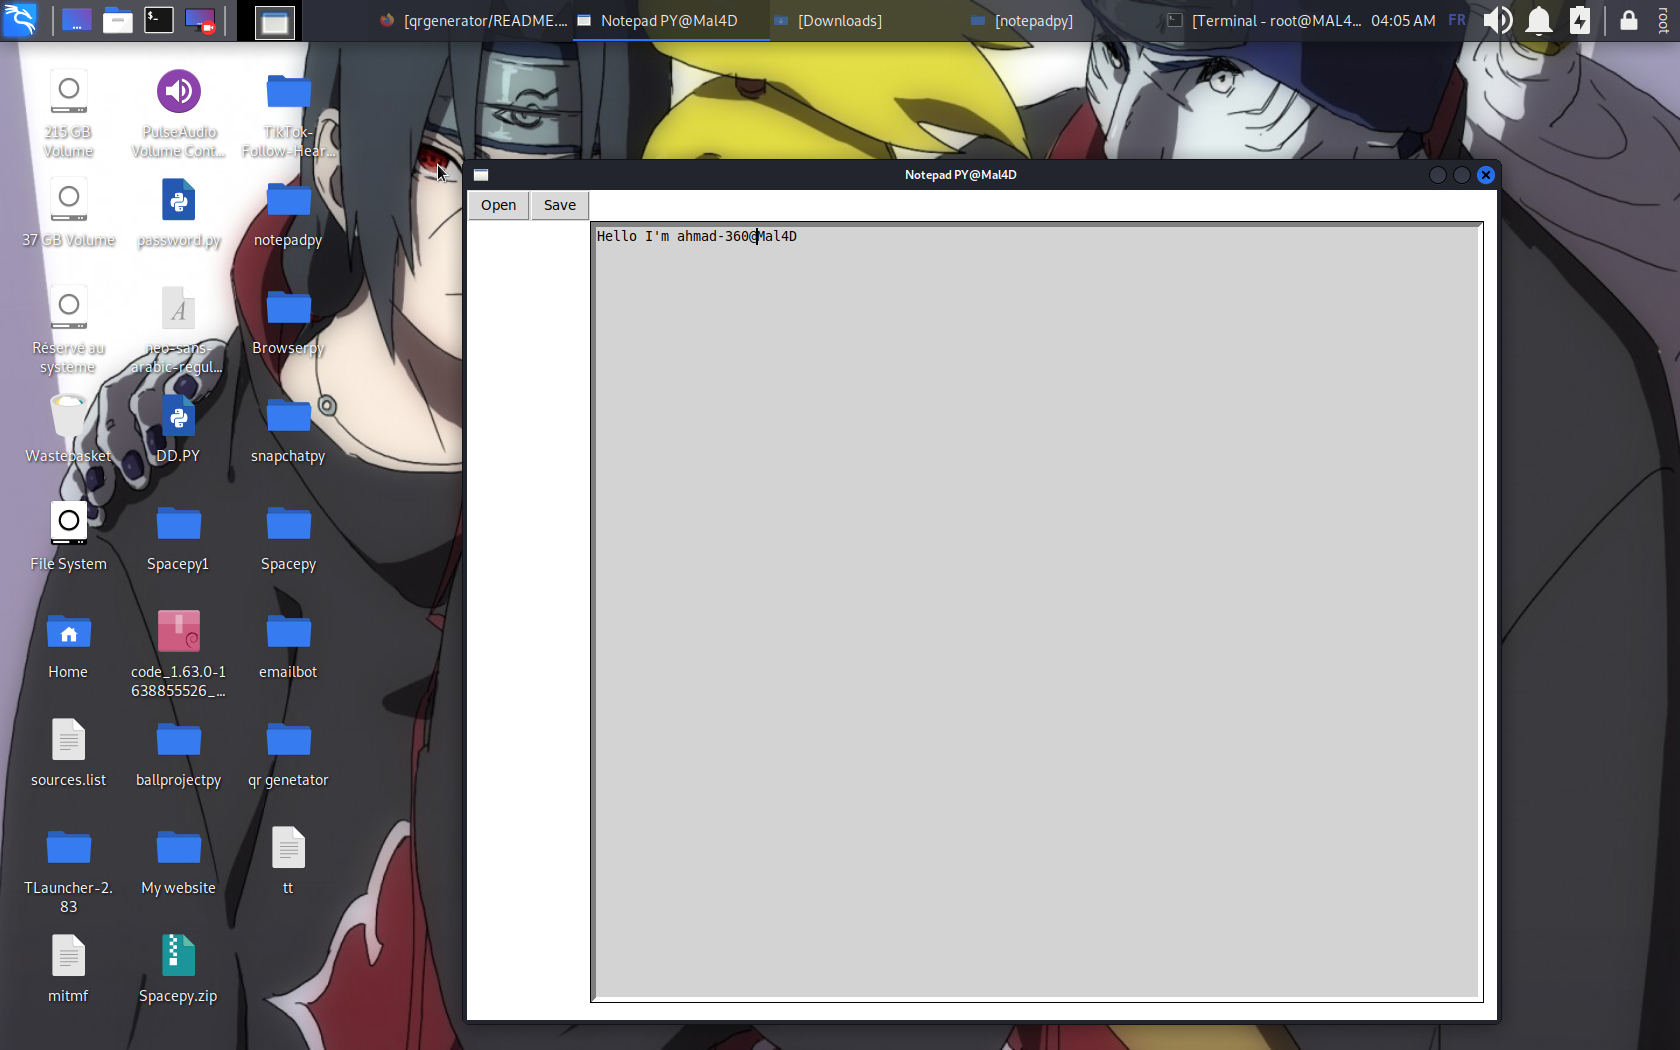 [qrgenerator/README....
Notepad PY@Mal4D
[Downloads]
[notepadpy]
[Terminal - root@MAL4...
04:05 AM
FR
root
215 GB
Volume
PulseAudio
Volume Cont...
TikTok-
Follow-Hear...
37 GB Volume
password.py
notepadpy
Réservé au
système
neo-sans-
arabic-regul...
Browserpy
Wastebasket
DD.PY
snapchatpy
File System
Spacepy1
Spacepy
Home
code_1.63.0-1
638855526_...
emailbot
sources.list
ballprojectpy
qr genetator
TLauncher-2.
83
My website
tt
mitmf
Spacepy.zip
Notepad PY@Mal4D
Open
Save
Hello I'm ahmad-360@Mal4D